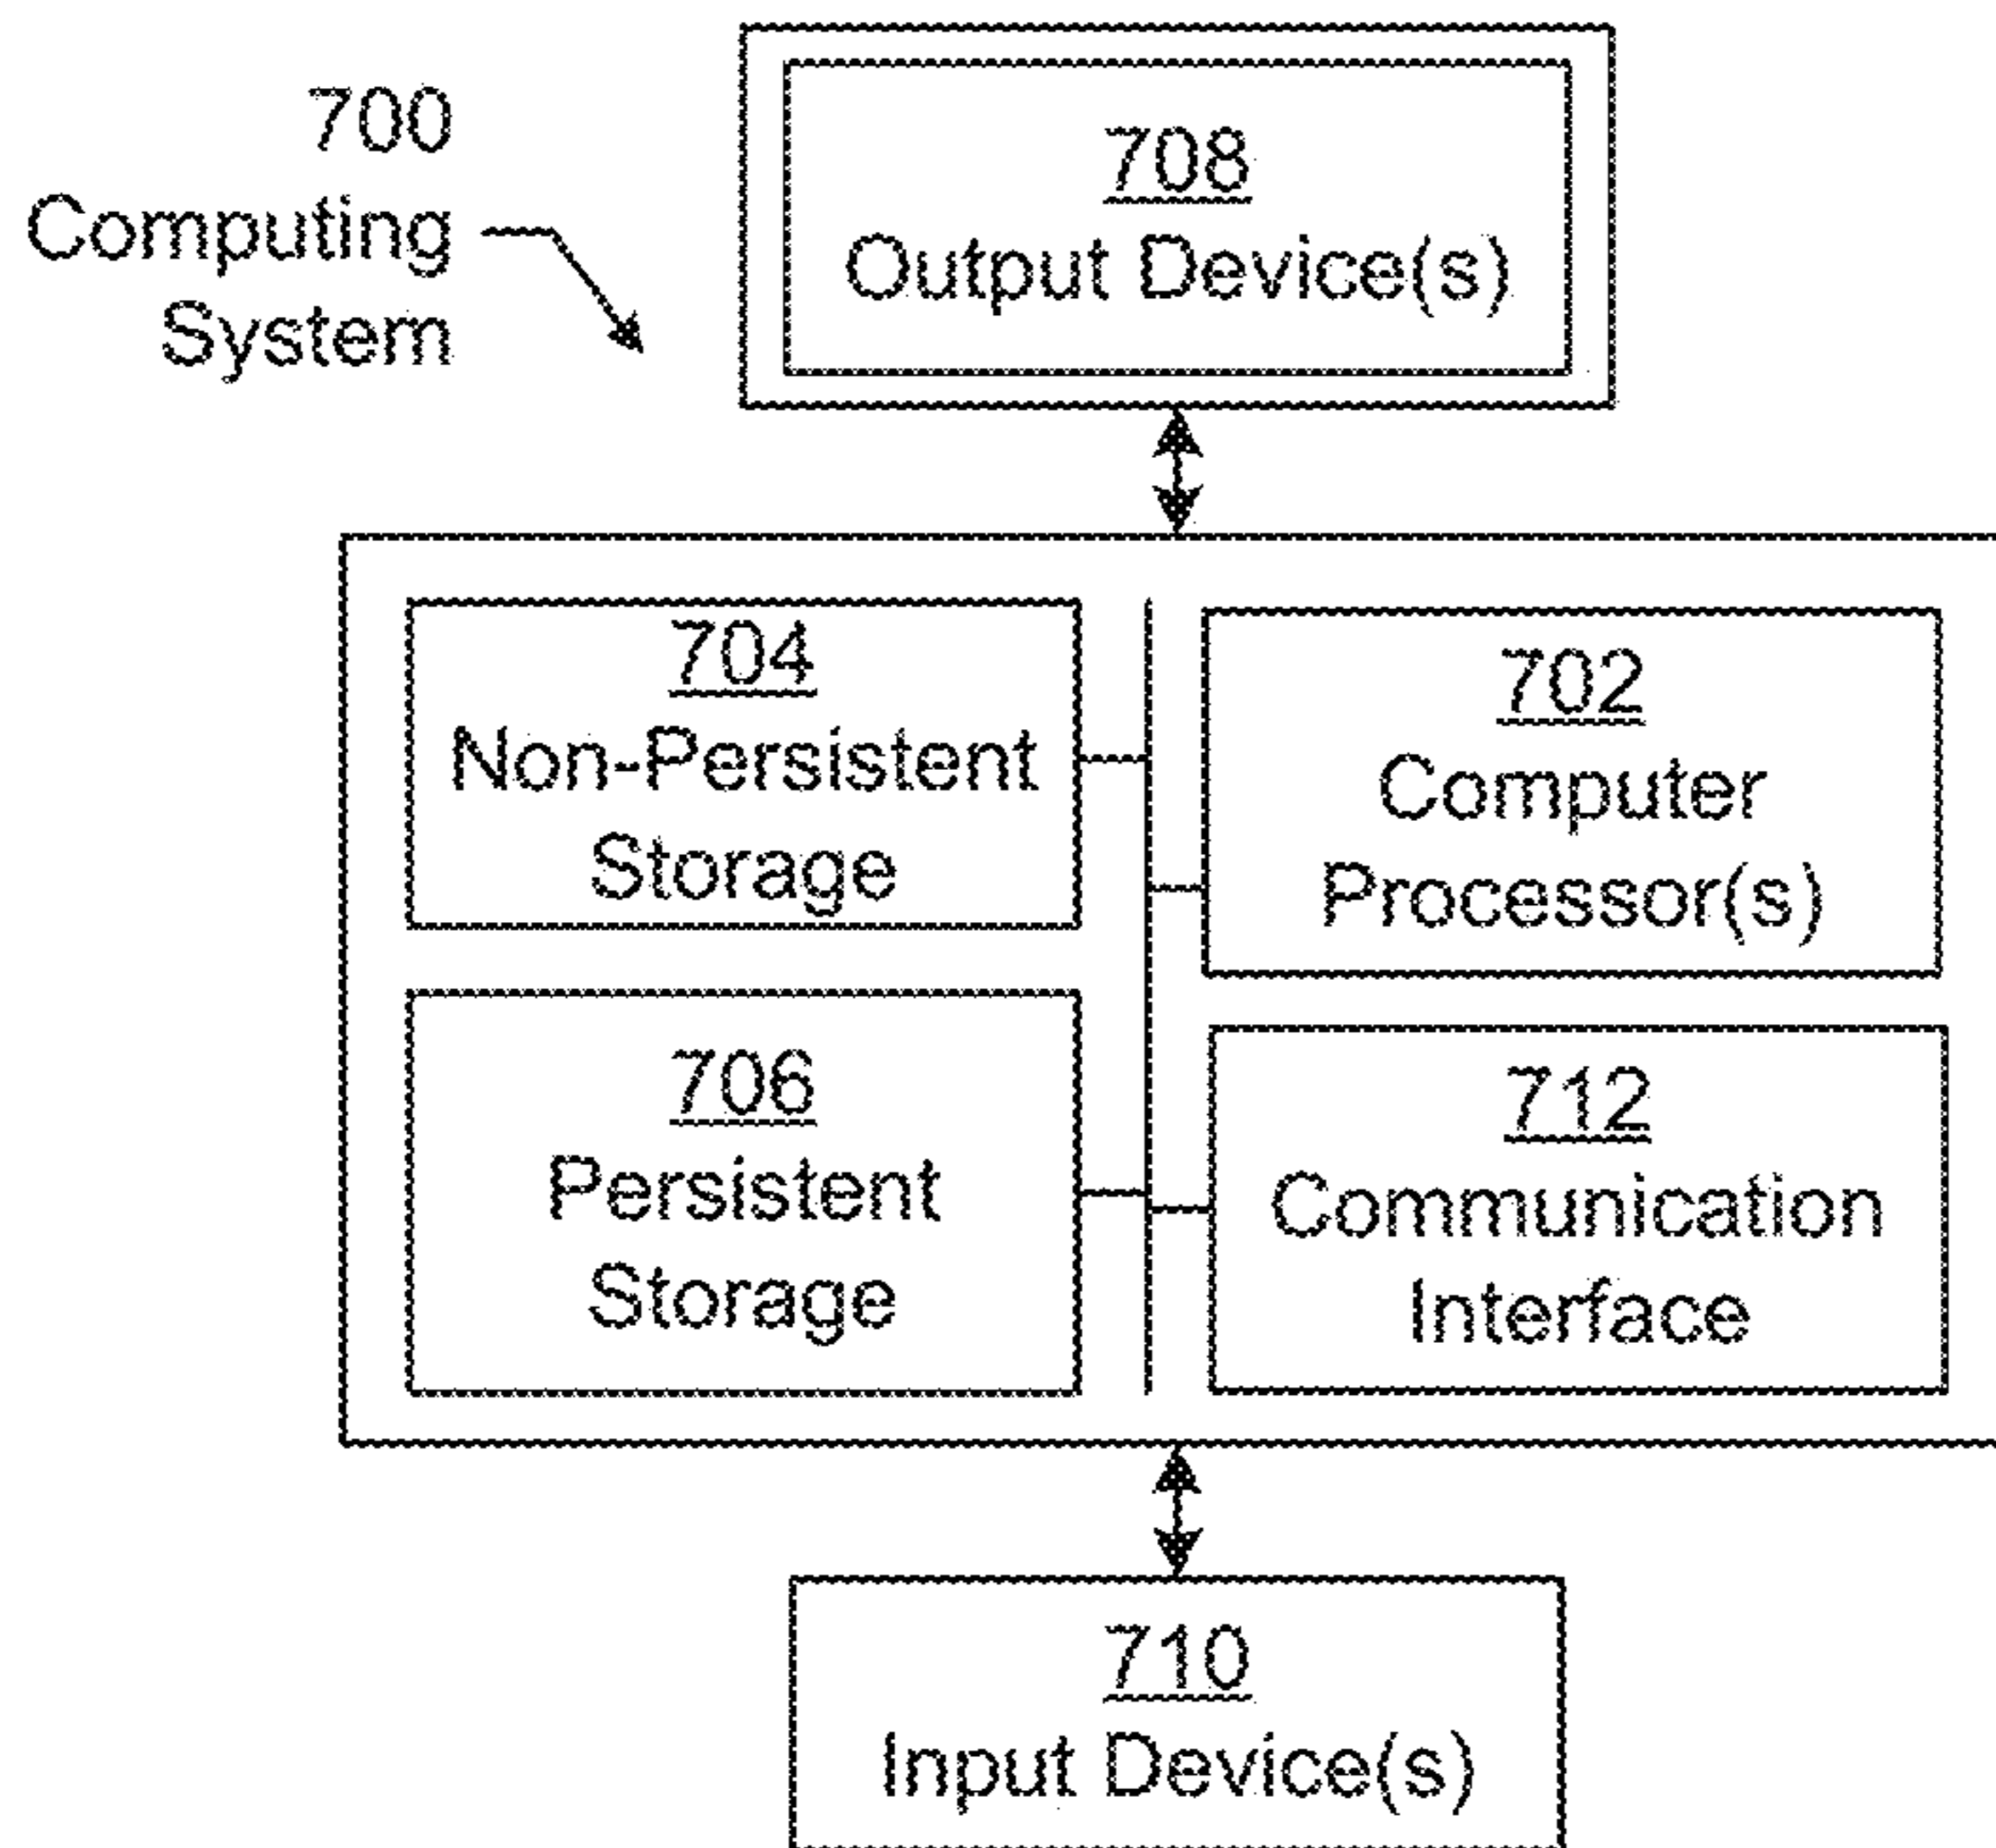 700
Computing
System
708
Output Device(s)
704
Non-Persistent
Storage
702
Computer
Processor(s)
706
Persistent
Storage
712
Communication
Interface
710
Input Device(s)